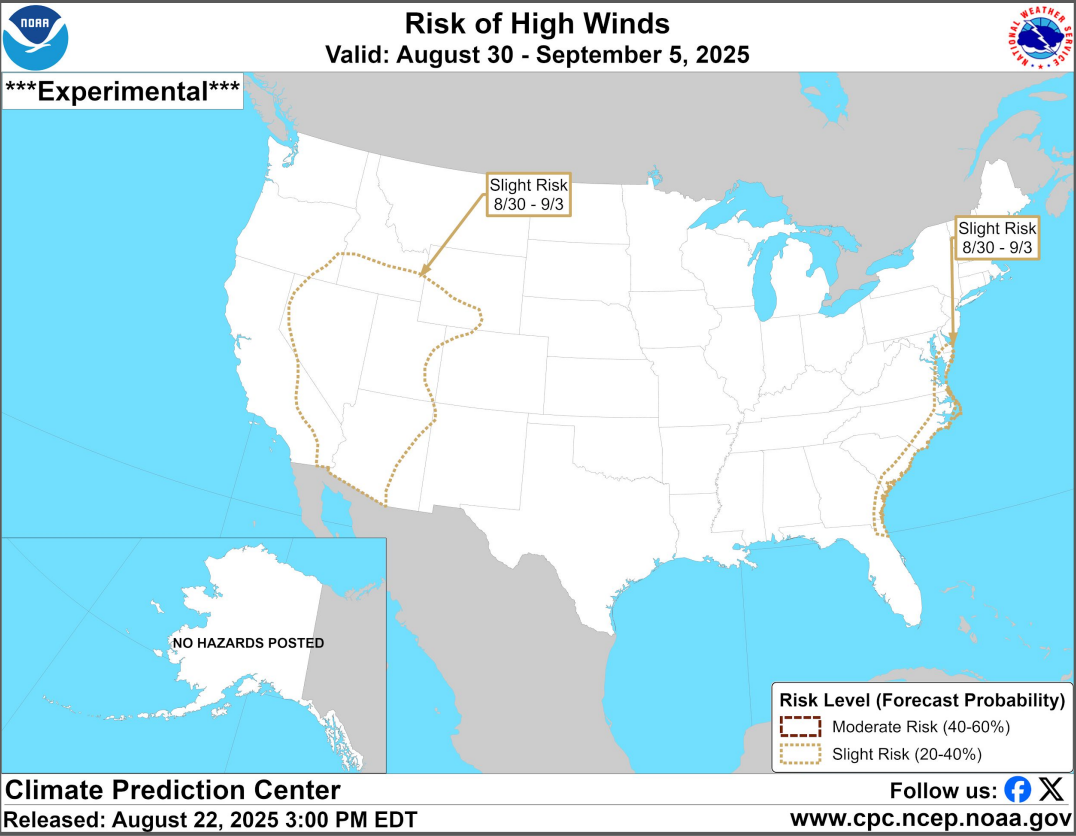 NOAA
Risk of High Winds
Valid: August 30 - September 5, 2025
NATIONAL WEATHER SERVICE
***Experimental***
Slight Risk
8/30 - 9/3
Slight Risk
8/30 - 9/3
NO HAZARDS POSTED
Risk Level (Forecast Probability)
Moderate Risk (40-60%)
Slight Risk (20-40%)
Climate Prediction Center
Follow us:
Released: August 22, 2025 3:00 PM EDT
www.cpc.ncep.noaa.gov